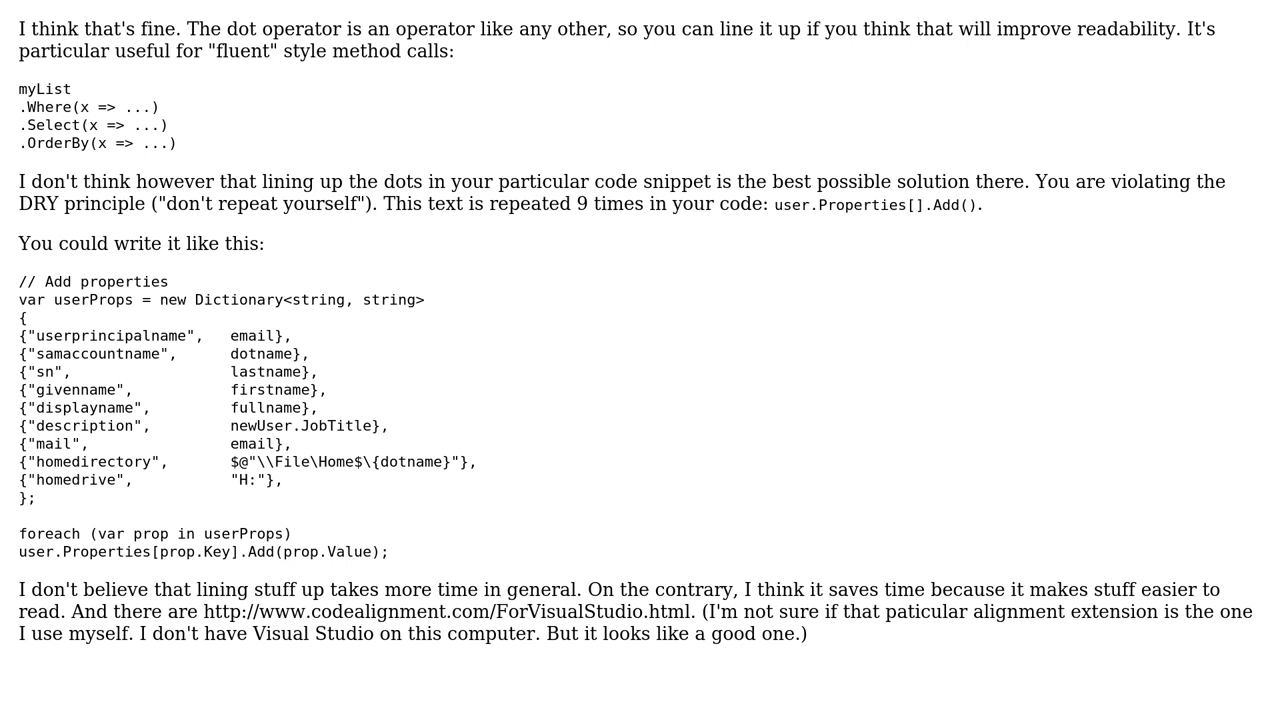 I think that's fine. The dot operator is an operator like any other, so you can line it up if you think that will improve readability. It's
particular useful for "fluent" style method calls:
myList
.Where(x => ...)
.Select(x => ...)
.OrderBy(x => ...)
I don't think however that lining up the dots in your particular code snippet is the best possible solution there. You are violating the
DRY principle ("don't repeat yourself"). This text is repeated 9 times in your code: user.Properties[].Add().
You could write it like this:
// Add properties
var userProps = new Dictionary<string, string>
{
{"userprincipalname",   email},
{"samaccountname",      dotname},
{"sn",                  lastname},
{"givenname",           firstname},
{"displayname",         fullname},
{"description",         newUser.JobTitle},
{"mail",                email},
{"homedirectory",       $@"\\File\Home$\{dotname}"},
{"homedrive",           "H:"},
};
foreach (var prop in userProps)
user.Properties[prop.Key].Add(prop.Value);
I don't believe that lining stuff up takes more time in general. On the contrary, I think it saves time because it makes stuff easier to
read. And there are http://www.codealignment.com/ForVisualStudio.html. (I'm not sure if that paticular alignment extension is the one
I use myself. I don't have Visual Studio on this computer. But it looks like a good one.)